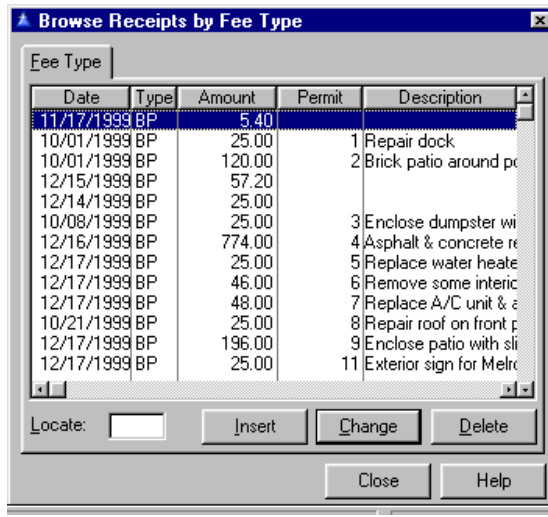 Browse Receipts by Fee Type
Fee Type
Date Type Amount Permit Description
11/17/1999 BP 5.40
10/01/1999 BP 25.00 1 Repair dock
10/01/1999 BP 120.00 2 Brick patio around po
12/15/1999 BP 57.20
12/14/1999 BP 25.00
10/08/1999 BP 25.00 3 Enclose dumpster wi
12/16/1999 BP 774.00 4 Asphalt & concrete re
12/17/1999 BP 25.00 5 Replace water heate
12/17/1999 BP 46.00 6 Remove some interio
12/17/1999 BP 48.00 7 Replace A/C unit & a
10/21/1999 BP 25.00 8 Repair roof on front p
12/17/1999 BP 196.00 9 Enclose patio with sli
12/17/1999 BP 25.00 11 Exterior sign for Melro
Locate: Insert Change Delete
Close Help